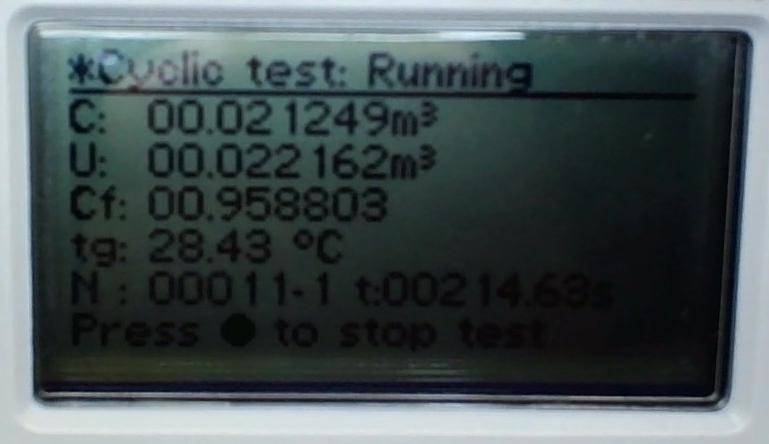 *Cyclic test: Running
C: 00.021249m³
U: 00.022162m³
Cf: 00.958803
tg: 28.43 °C
N : 00011-1 t:00214.63s
Press ● to stop test